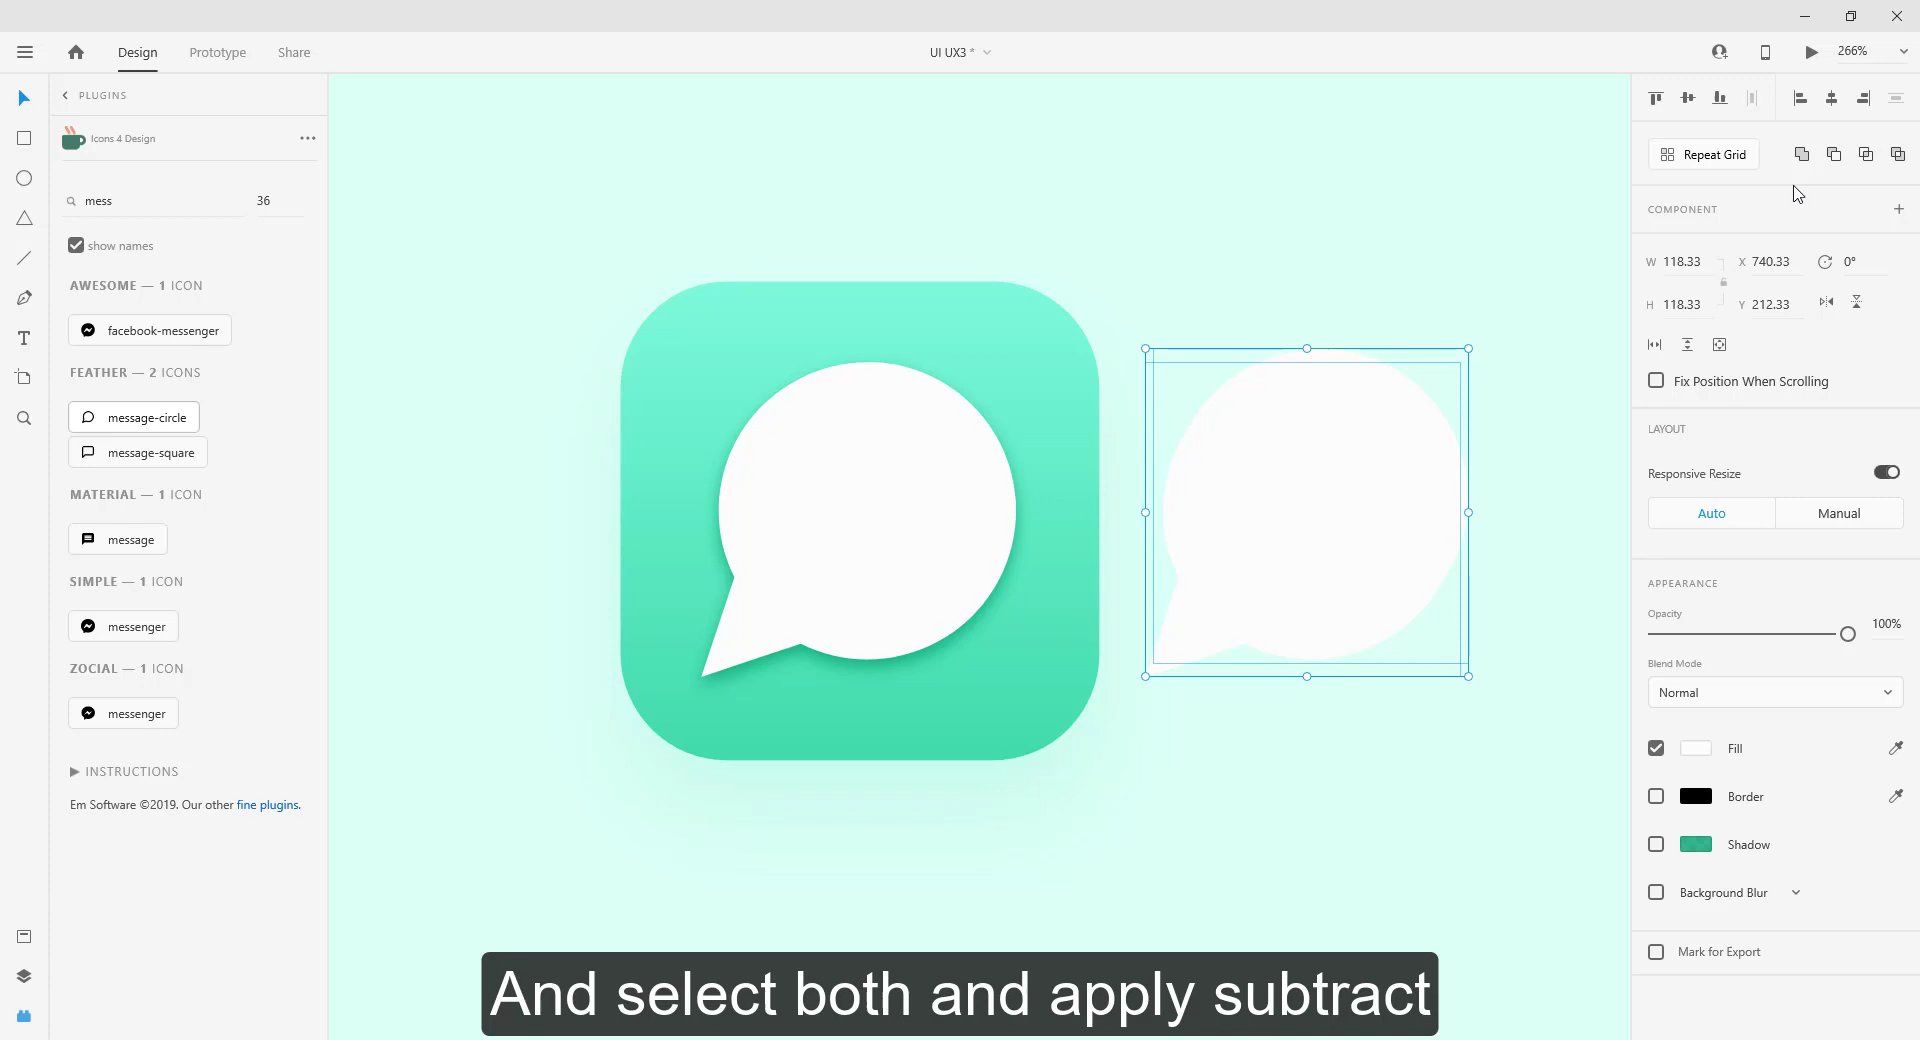 Design
Prototype
Share
UI UX3 *
266%
PLUGINS
Icons 4 Design
mess
36
show names
AWESOME — 1 ICON
facebook-messenger
FEATHER — 2 ICONS
message-circle
message-square
MATERIAL — 1 ICON
message
SIMPLE — 1 ICON
messenger
ZOCIAL — 1 ICON
messenger
INSTRUCTIONS
Em Software ©2019. Our other fine plugins.
Repeat Grid
COMPONENT
W 118.33 X 740.33 0°
H 118.33 Y 212.33
Fix Position When Scrolling
LAYOUT
Responsive Resize
Auto
Manual
APPEARANCE
Opacity
100%
Blend Mode
Normal
Fill
Border
Shadow
Background Blur
Mark for Export
And select both and apply subtract